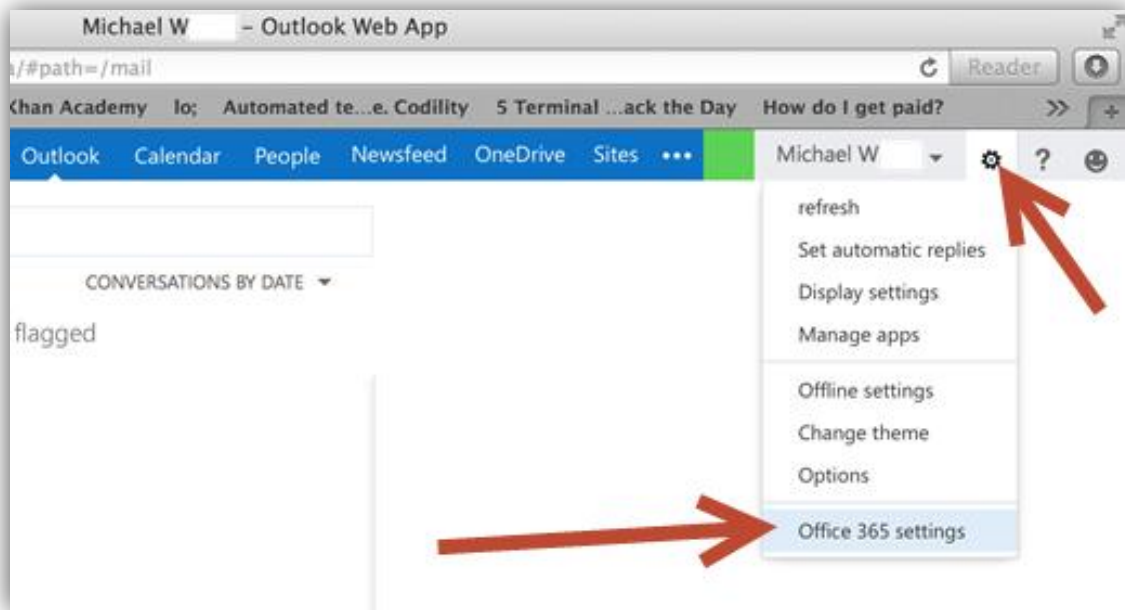 Michael W – Outlook Web App
/#path=/mail Reader
Khan Academy lo; Automated te...e. Codility 5 Terminal ...ack the Day How do I get paid? >>
Outlook Calendar People Newsfeed OneDrive Sites ••• Michael W ?
refresh
Set automatic replies
CONVERSATIONS BY DATE
Display settings
flagged
Manage apps
Offline settings
Change theme
Options
Office 365 settings